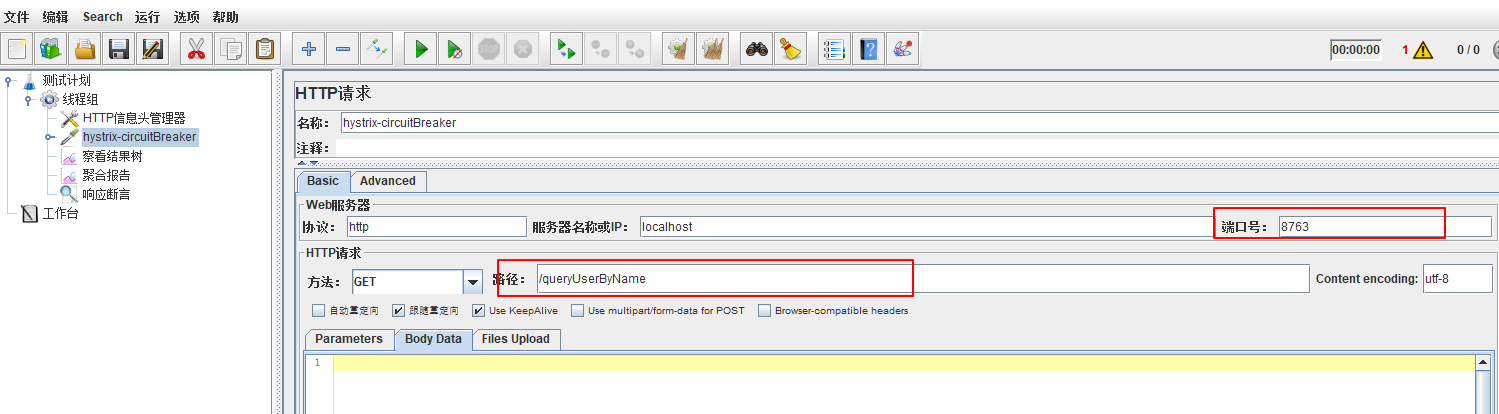 文件 编辑 Search 运行 选项 帮助
STOP 00:00:00 1 0 / 0
测试计划
线程组
HTTP信息头管理器
hystrix-circuitBreaker
察看结果树
聚合报告
响应断言
工作台
HTTP请求
名称： hystrix-circuitBreaker
注释：
Basic Advanced
Web服务器
协议： http 服务器名称或IP： localhost 端口号： 8763
HTTP请求
方法： GET 路径： /queryUserByName Content encoding: utf-8
自动重定向 跟随重定向 Use KeepAlive Use multipart/form-data for POST Browser-compatible headers
Parameters Body Data Files Upload
1